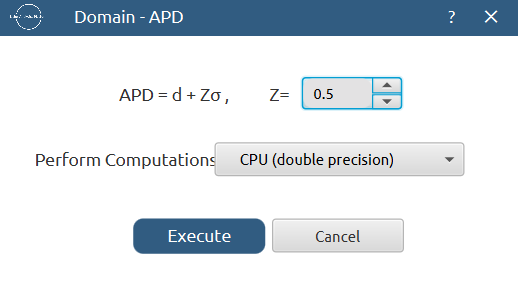 Domain - APD ? ×
APD = d + Zσ , Z= 0.5
Perform Computations CPU (double precision)
Execute Cancel